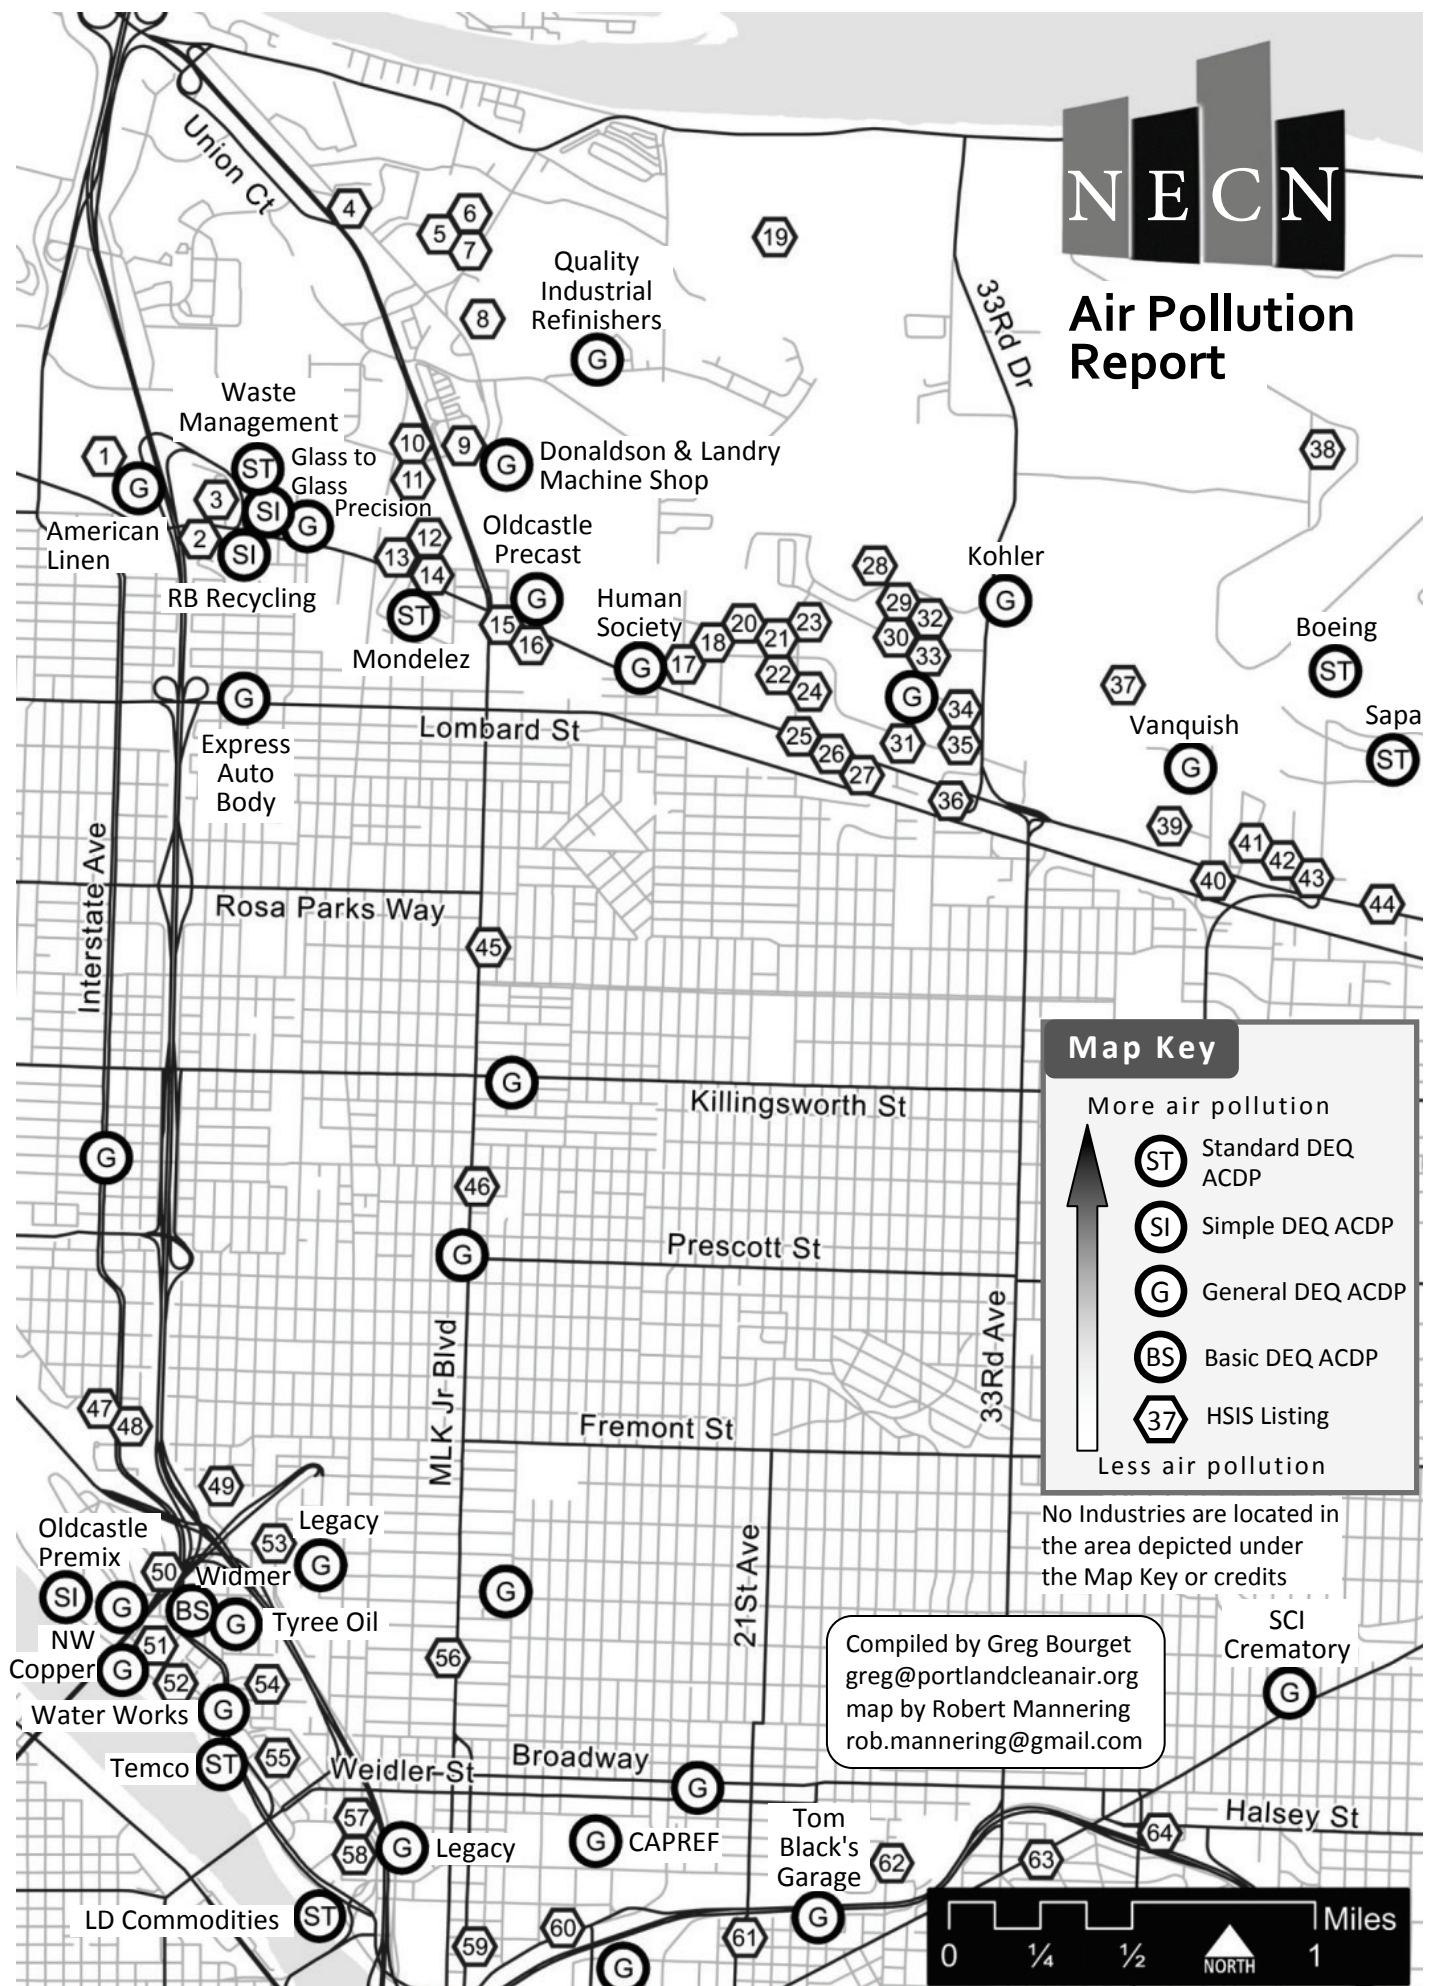 NECN
Air Pollution
Report
Union Ct
4
5
6
7
19
Quality
Industrial
Refinishers
G
8
33Rd Dr
Waste
Management
ST
Glass to
Glass
SI
Precision
G
1
G
American
Linen
3
2
SI
RB Recycling
10
11
9
G
Donaldson & Landry
Machine Shop
12
13
14
ST
Mondelez
Oldcastle
Precast
G
15
16
Human
Society
G
17
18
20
21
23
22
24
25
26
27
28
29
32
30
33
G
31
34
35
36
Kohler
G
38
Boeing
ST
37
Vanquish
G
Sapa
ST
39
40
41
42
43
44
G
Express
Auto
Body
Lombard St
Interstate Ave
Rosa Parks Way
45
G
Killingsworth St
G
46
G
Prescott St
MLK Jr Blvd
33Rd Ave
Fremont St
47
48
49
Map Key
More air pollution
ST
Standard DEQ
ACDP
SI
Simple DEQ ACDP
G
General DEQ ACDP
BS
Basic DEQ ACDP
37
HSIS Listing
Less air pollution
No Industries are located in
the area depicted under
the Map Key or credits
Oldcastle
Premix
SI
G
50
Widmer
BS
53
Legacy
G
G
Tyree Oil
NW
Copper
G
51
52
54
Water Works
G
Temco
ST
55
G
56
21St Ave
Compiled by Greg Bourget
greg@portlandcleanair.org
map by Robert Mannering
rob.mannering@gmail.com
SCI
Crematory
G
Weidler St
Broadway
G
57
58
G
Legacy
G
CAPREF
Tom
Black's
Garage
G
62
63
64
Halsey St
LD Commodities
ST
59
60
G
61
Miles
0
¼
½
NORTH
1